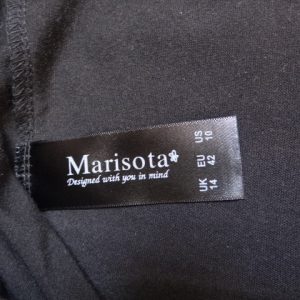 Marisota
Designed with you in mind
US 10
EU 42
UK 14